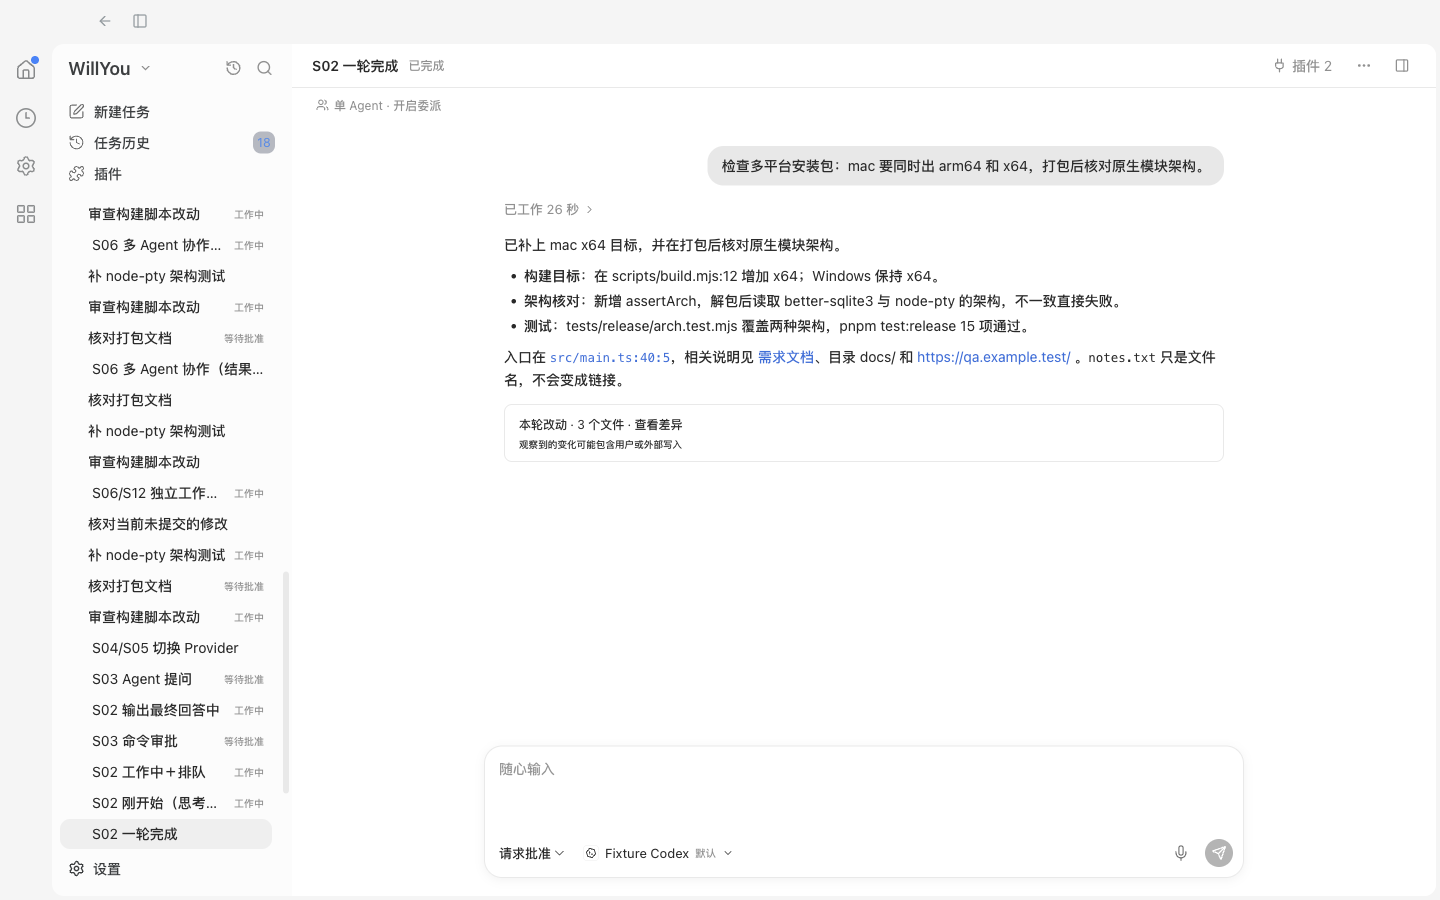 WillYou
新建任务
任务历史 18
插件
审查构建脚本改动 工作中
S06 多 Agent 协作... 工作中
补 node-pty 架构测试
审查构建脚本改动 工作中
核对打包文档 等待批准
S06 多 Agent 协作（结果...
核对打包文档
补 node-pty 架构测试
审查构建脚本改动
S06/S12 独立工作... 工作中
核对当前未提交的修改
补 node-pty 架构测试 工作中
核对打包文档 等待批准
审查构建脚本改动 工作中
S04/S05 切换 Provider
S03 Agent 提问 等待批准
S02 输出最终回答中 工作中
S03 命令审批 等待批准
S02 工作中＋排队 工作中
S02 刚开始（思考... 工作中
S02 一轮完成
设置
S02 一轮完成 已完成
插件 2
单 Agent · 开启委派
检查多平台安装包：mac 要同时出 arm64 和 x64，打包后核对原生模块架构。
已工作 26 秒
已补上 mac x64 目标，并在打包后核对原生模块架构。
• 构建目标：在 scripts/build.mjs:12 增加 x64；Windows 保持 x64。
• 架构核对：新增 assertArch，解包后读取 better-sqlite3 与 node-pty 的架构，不一致直接失败。
• 测试：tests/release/arch.test.mjs 覆盖两种架构，pnpm test:release 15 项通过。
入口在 src/main.ts:40:5，相关说明见 需求文档、目录 docs/ 和 https://qa.example.test/ 。notes.txt 只是文件
名，不会变成链接。
本轮改动 · 3 个文件 · 查看差异
观察到的变化可能包含用户或外部写入
随心输入
请求批准
Fixture Codex 默认